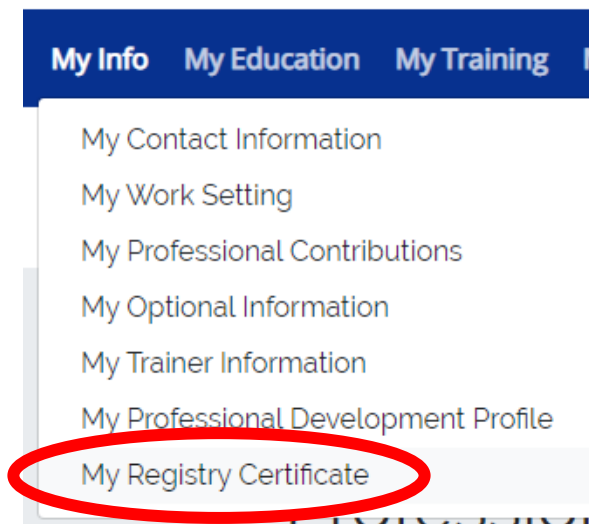 My Info My Education My Training
My Contact Information
My Work Setting
My Professional Contributions
My Optional Information
My Trainer Information
My Professional Development Profile
My Registry Certificate